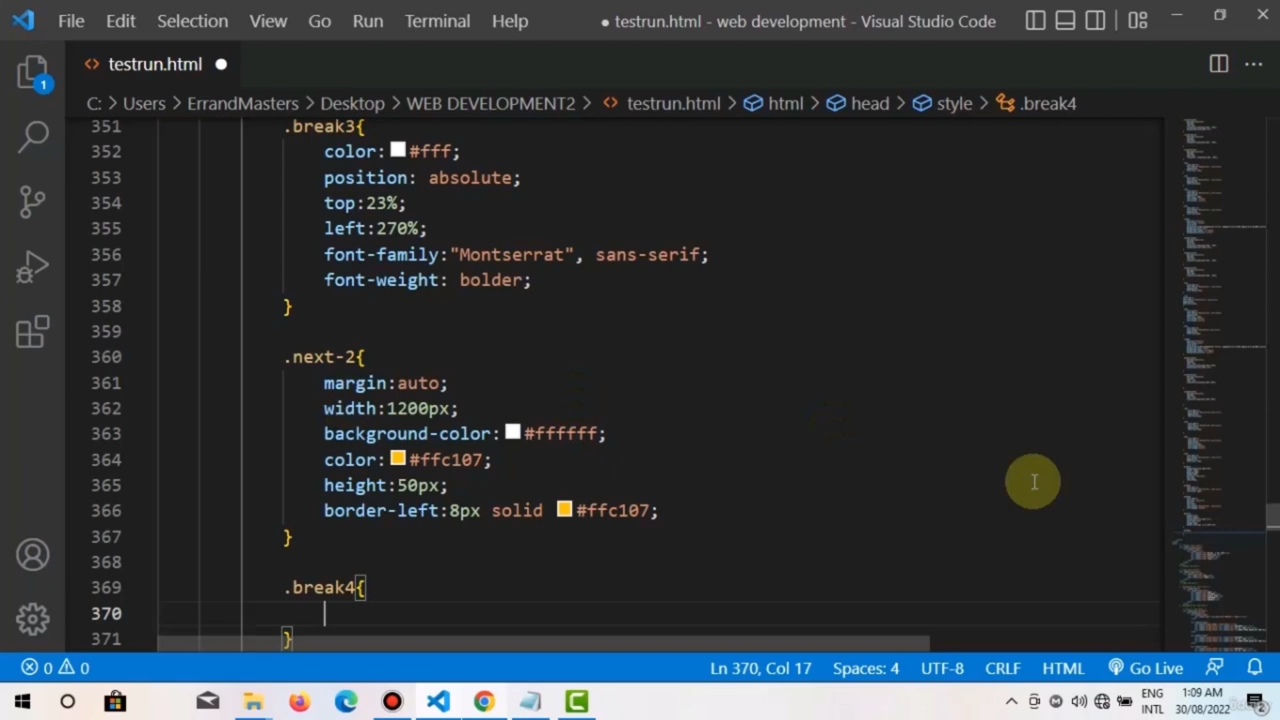 File Edit Selection View Go Run Terminal Help ● testrun.html - web development - Visual Studio Code
testrun.html ●
C: > Users > ErrandMasters > Desktop > WEB DEVELOPMENT2 > testrun.html > html > head > style > .break4
1
351 .break3{
352 color: #fff;
353 position: absolute;
354 top:23%;
355 left:270%;
356 font-family:"Montserrat", sans-serif;
357 font-weight: bolder;
358 }
359
360 .next-2{
361 margin:auto;
362 width:1200px;
363 background-color: #ffffff;
364 color: #ffc107;
365 height:50px;
366 border-left:8px solid #ffc107;
367 }
368
369 .break4{
370
371 }
0 0 Ln 370, Col 17 Spaces: 4 UTF-8 CRLF HTML Go Live
ENG 1:09 AM
INTL 30/08/2022 2